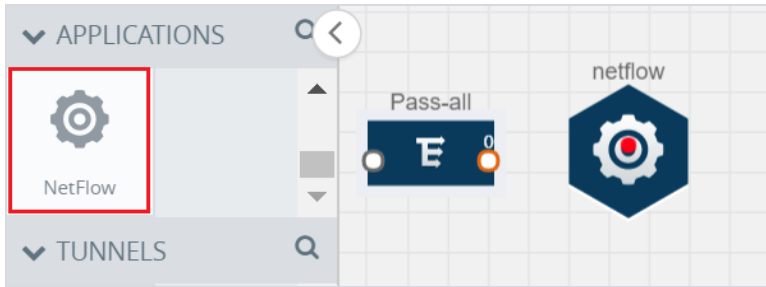 APPLICATIONS
NetFlow
TUNNELS
Pass-all
0
netflow